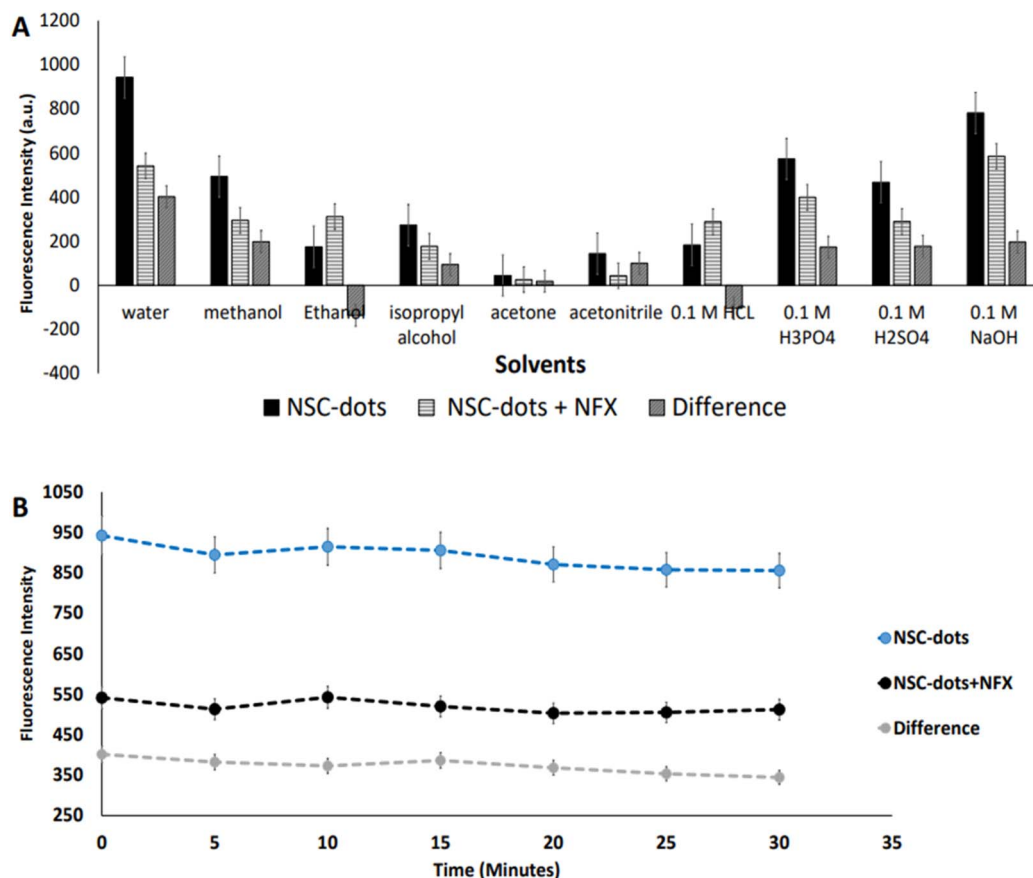 A
Fluorescence Intensity (a.u.)
1200
1000
800
600
400
200
0
-200
-400
water methanol Ethanol isopropyl acetone acetonitrile 0.1 M HCL 0.1 M 0.1 M 0.1 M
alcohol H3PO4 H2SO4 NaOH
Solvents
NSC-dots NSC-dots + NFX Difference
B
Fluorescence Intensity
1050
950
850
750
650
550
450
350
250
0 5 10 15 20 25 30 35
Time (Minutes)
NSC-dots
NSC-dots+NFX
Difference